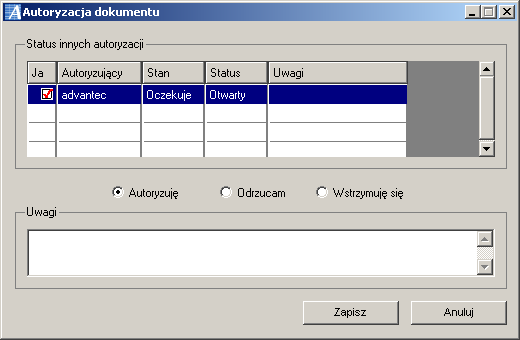 Autoryzacja dokumentu
Status innych autoryzacji
Ja Autoryzujący Stan Status Uwagi
advantec Oczekuje Otwarty
Autoryzuję Odrzucam Wstrzymuję się
Uwagi
Zapisz Anuluj